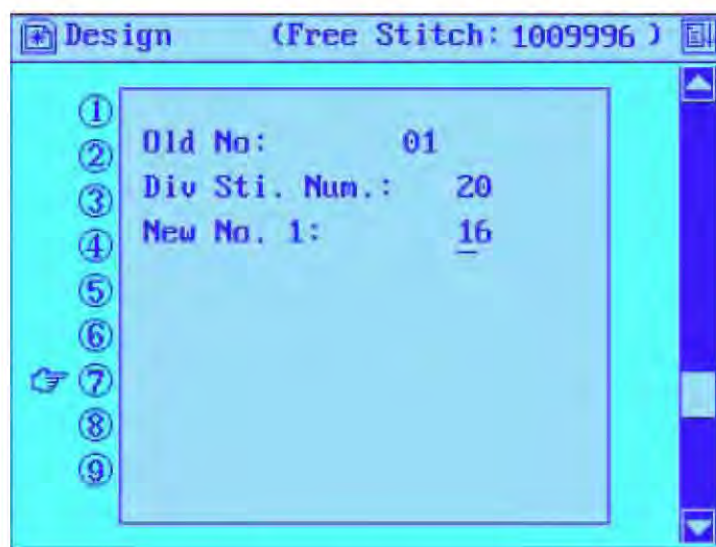 Design (Free Stitch: 1009996 )
①
Old No: 01
②
Div Sti. Num.: 20
③
New No. 1: 16
④
⑤
⑥
⑦
⑧
⑨